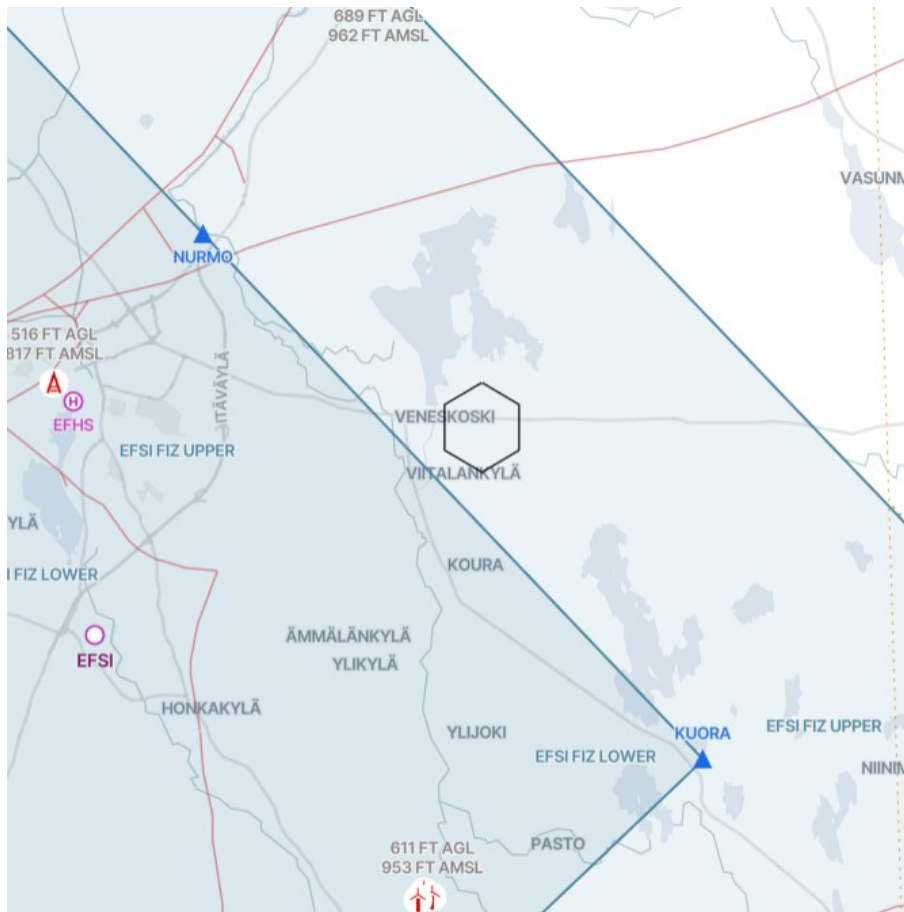 689 FT AGL
962 FT AMSL
VASUNM
NURMO
516 FT AGL
817 FT AMSL
H
EFHS
ITÄVÄYLÄ
VENESKOSKI
EFSI FIZ UPPER
VIITALANKYLÄ
YLÄ
KOURA
I FIZ LOWER
ÄMMÄLÄNKYLÄ
EFSI
YLIKYLÄ
HONKAKYLÄ
YLIJOKI
KUORA
EFSI FIZ UPPER
EFSI FIZ LOWER
NIINIM
PASTO
611 FT AGL
953 FT AMSL